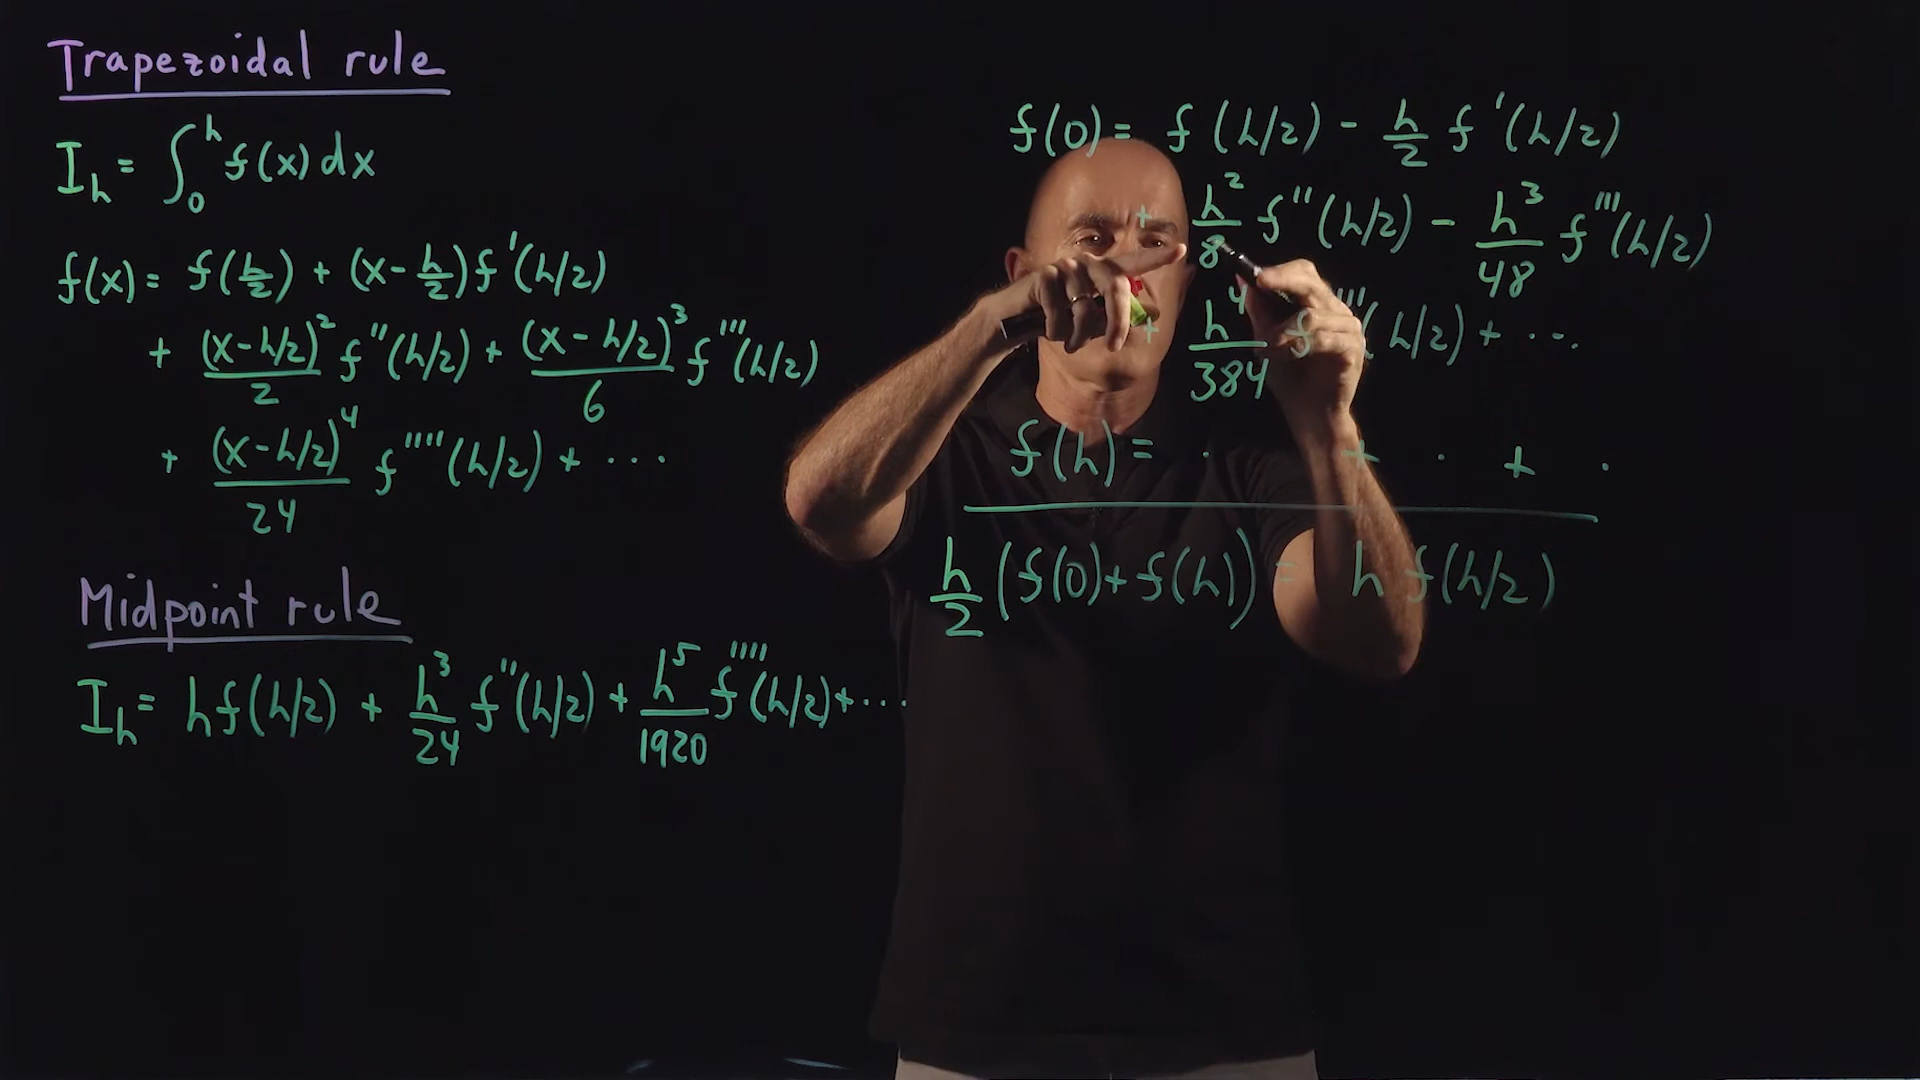 Trapezoidal rule
I_h = ∫_0^h f(x) dx
f(x) = f(h/2) + (x - h/2) f'(h/2)
+ (x-h/2)^2/2 f''(h/2) + (x-h/2)^3/6 f'''(h/2)
+ (x-h/2)^4/24 f''''(h/2) + ...
Midpoint rule
I_h = hf(h/2) + h^3/24 f''(h/2) + h^5/1920 f''''(h/2) + ...
f(0) = f(h/2) - h/2 f'(h/2)
+ h^2/8 f''(h/2) - h^3/48 f'''(h/2)
+ h^4/384 f''''(h/2) + ...
f(h) = . + . + .
h/2 (f(0) + f(h)) = h f(h/2)